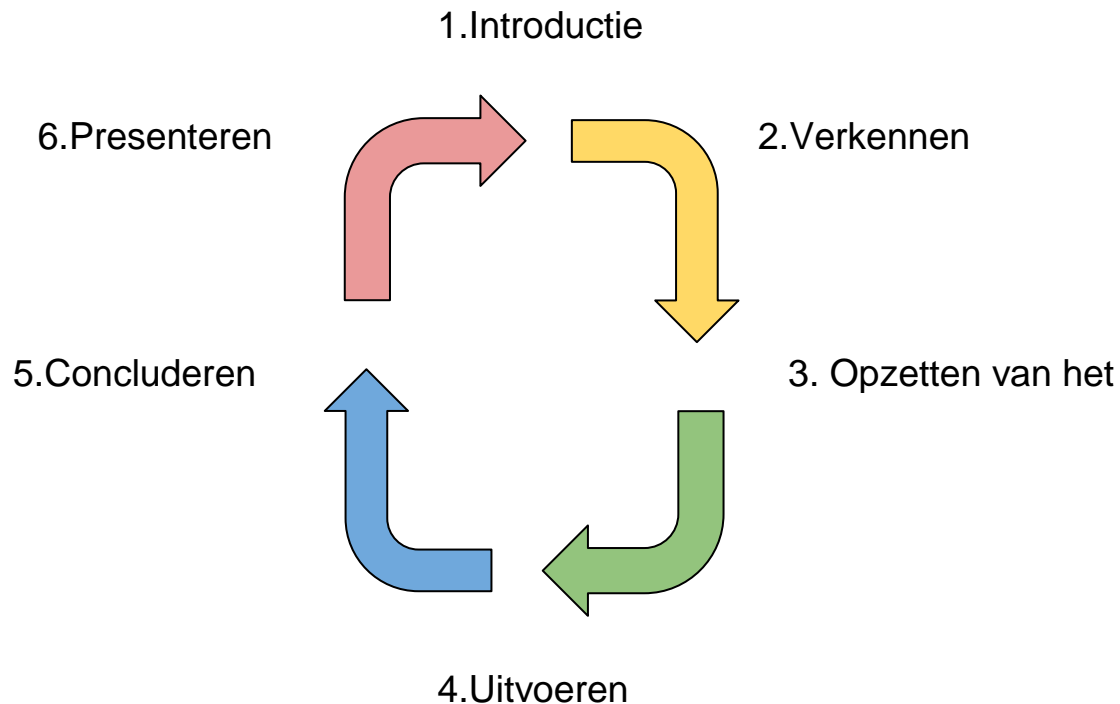 1.Introductie
2.Verkennen
3. Opzetten van het
4.Uitvoeren
5.Concluderen
6.Presenteren